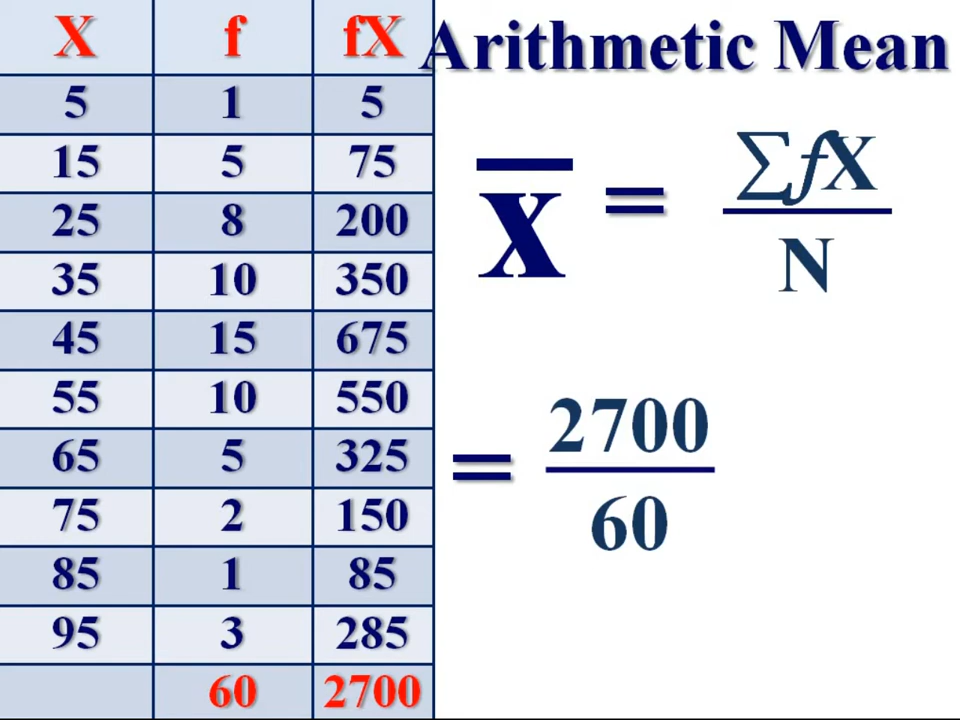 X f fX
5 1 5
15 5 75
25 8 200
35 10 350
45 15 675
55 10 550
65 5 325
75 2 150
85 1 85
95 3 285
60 2700
Arithmetic Mean
x̄ = ∑fX
N
= 2700
60